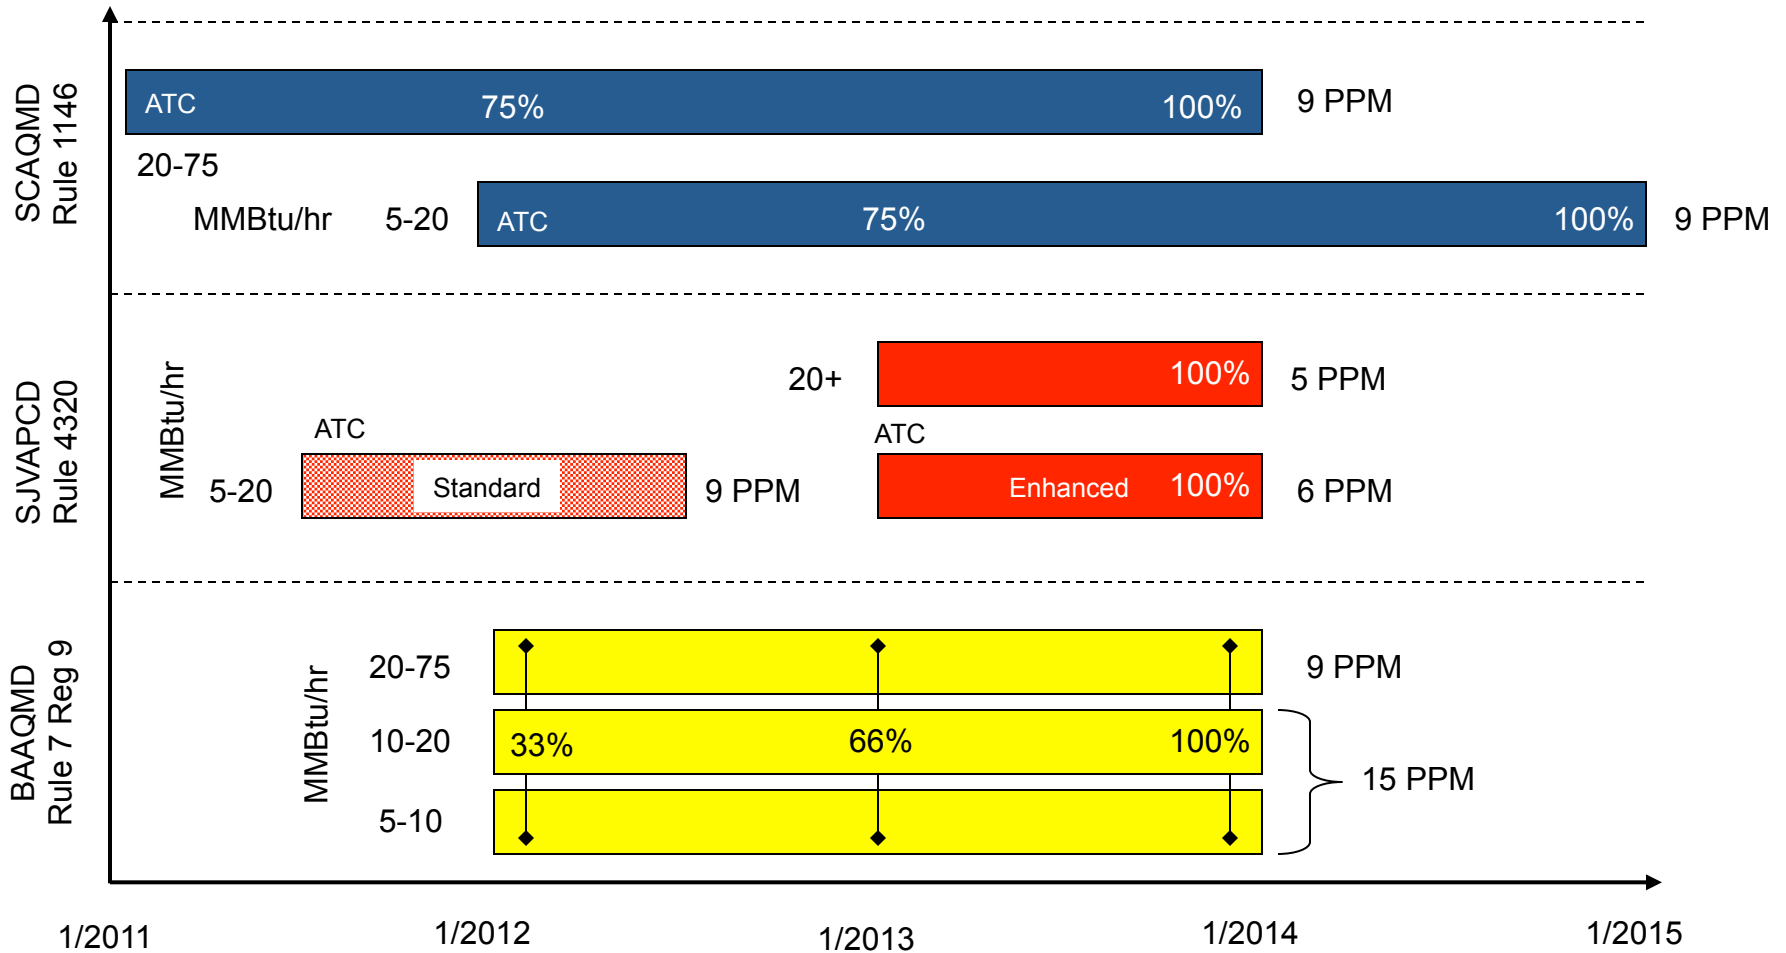 SCAQMD
Rule 1146
ATC 75% 100% 9 PPM
20-75
MMBtu/hr 5-20 ATC 75% 100% 9 PPM
SJVAPCD
Rule 4320
MMBtu/hr
20+ 100% 5 PPM
ATC ATC
5-20 Standard 9 PPM Enhanced 100% 6 PPM
BAAQMD
Rule 7 Reg 9
MMBtu/hr
20-75 9 PPM
10-20 33% 66% 100%
15 PPM
5-10
1/2011 1/2012 1/2013 1/2014 1/2015